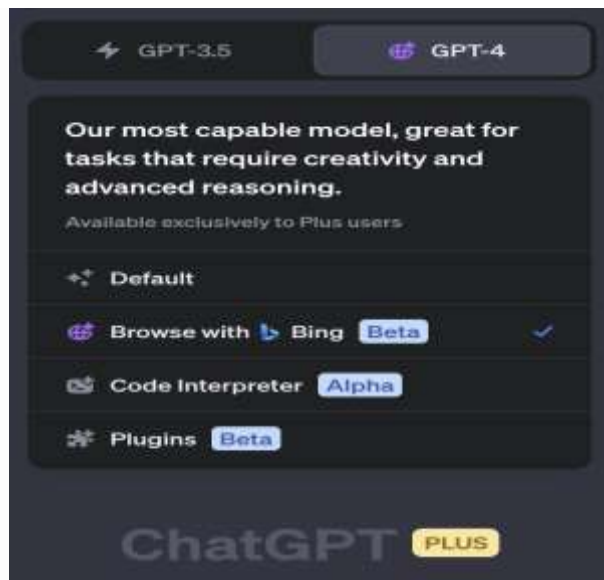 GPT-3.5
GPT-4
Our most capable model, great for
tasks that require creativity and
advanced reasoning.
Available exclusively to Plus users
Default
Browse with Bing Beta
Code Interpreter Alpha
Plugins Beta
ChatGPT PLUS